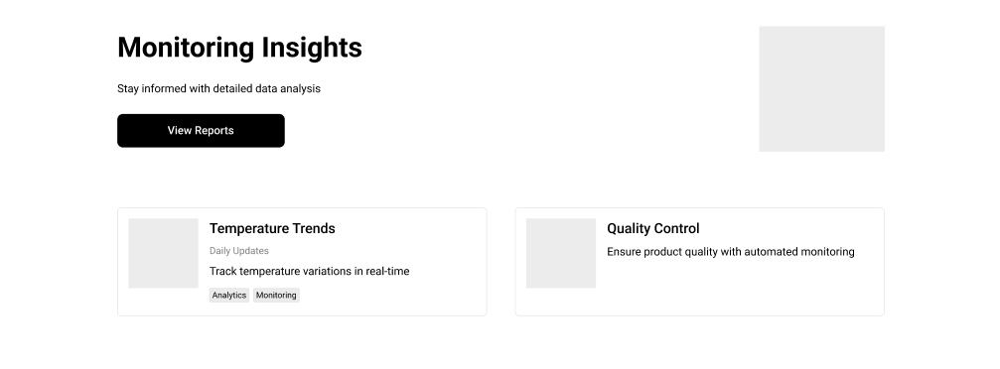 Monitoring Insights
Stay informed with detailed data analysis
View Reports
Temperature Trends
Daily Updates
Track temperature variations in real-time
Analytics
Monitoring
Quality Control
Ensure product quality with automated monitoring